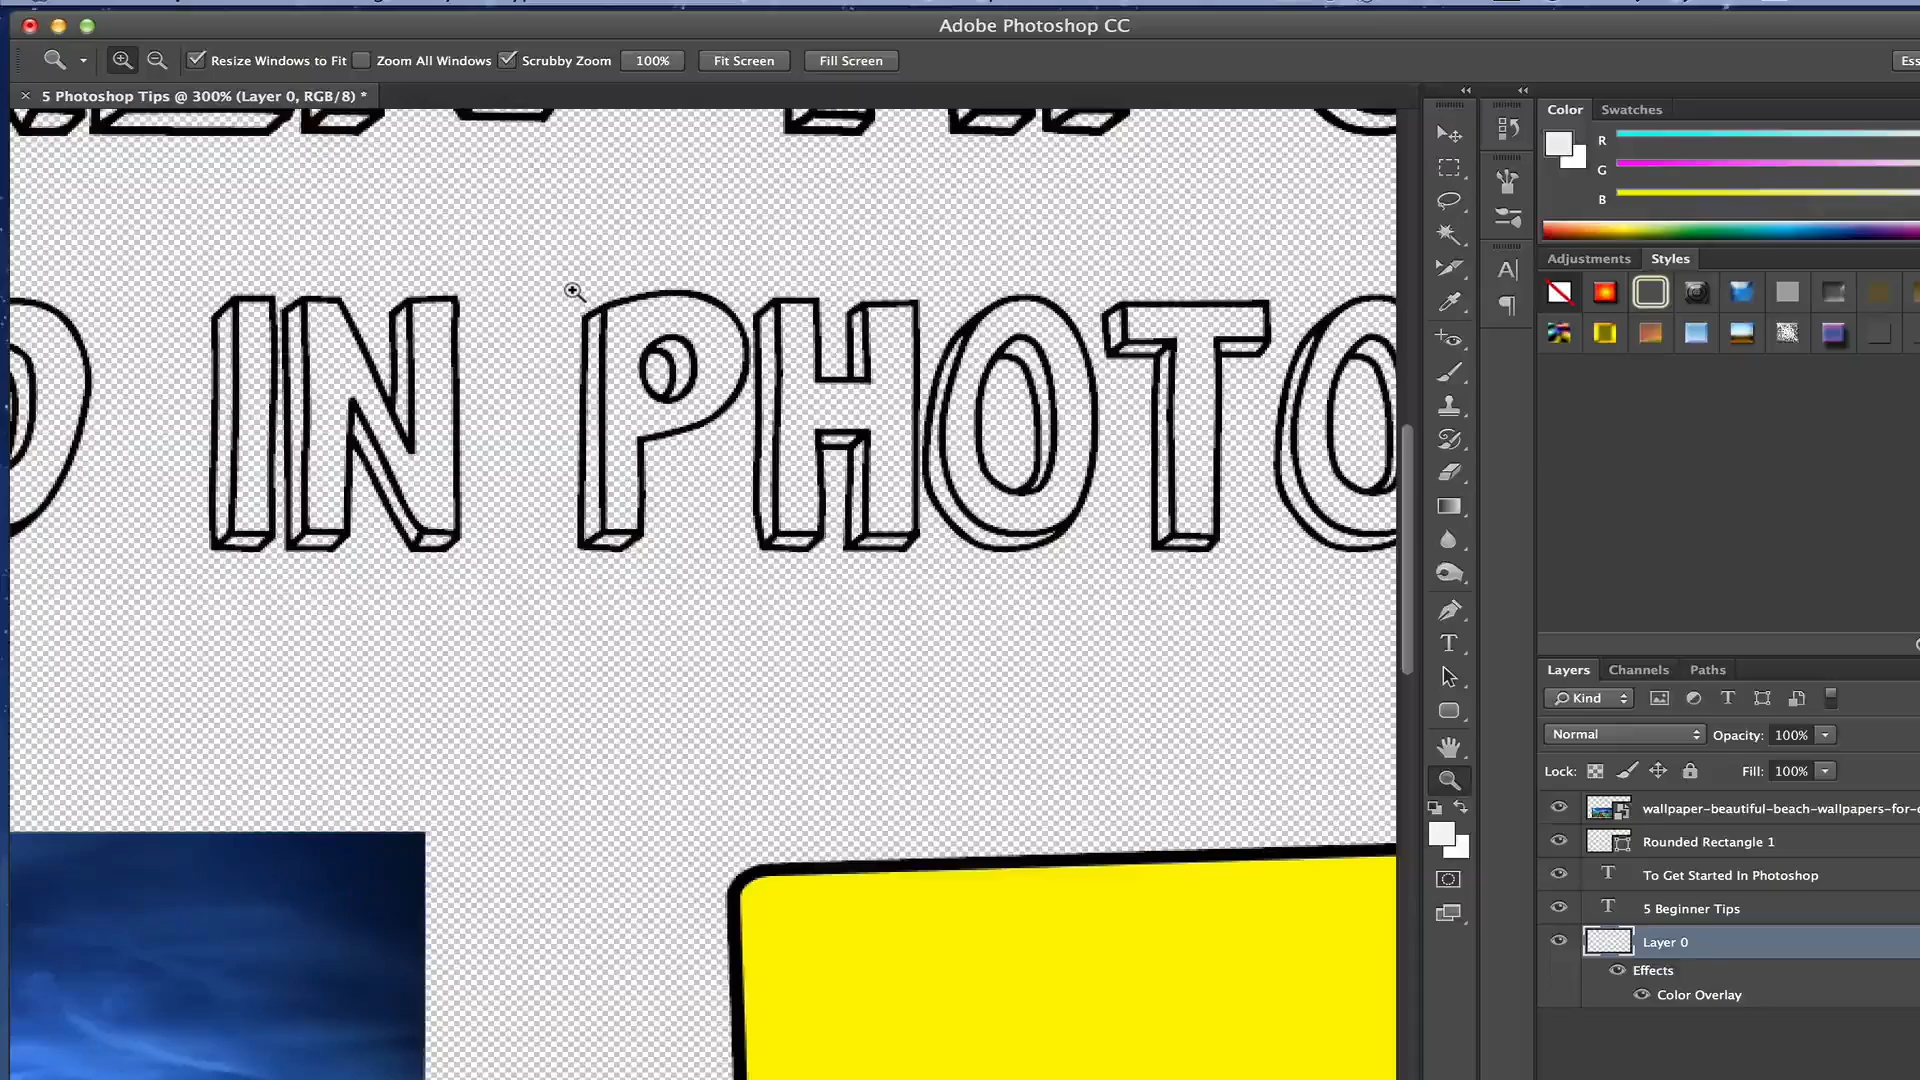 Adobe Photoshop CC
Resize Windows to Fit Zoom All Windows Scrubby Zoom 100% Fit Screen Fill Screen
× 5 Photoshop Tips @ 300% (Layer 0, RGB/8) *
Color Swatches
R
G
B
Adjustments Styles
IN PHOTO
Layers Channels Paths
Kind
Normal Opacity: 100%
Lock: Fill: 100%
wallpaper-beautiful-beach-wallpapers-for-
Rounded Rectangle 1
To Get Started In Photoshop
5 Beginner Tips
Layer 0
Effects
Color Overlay